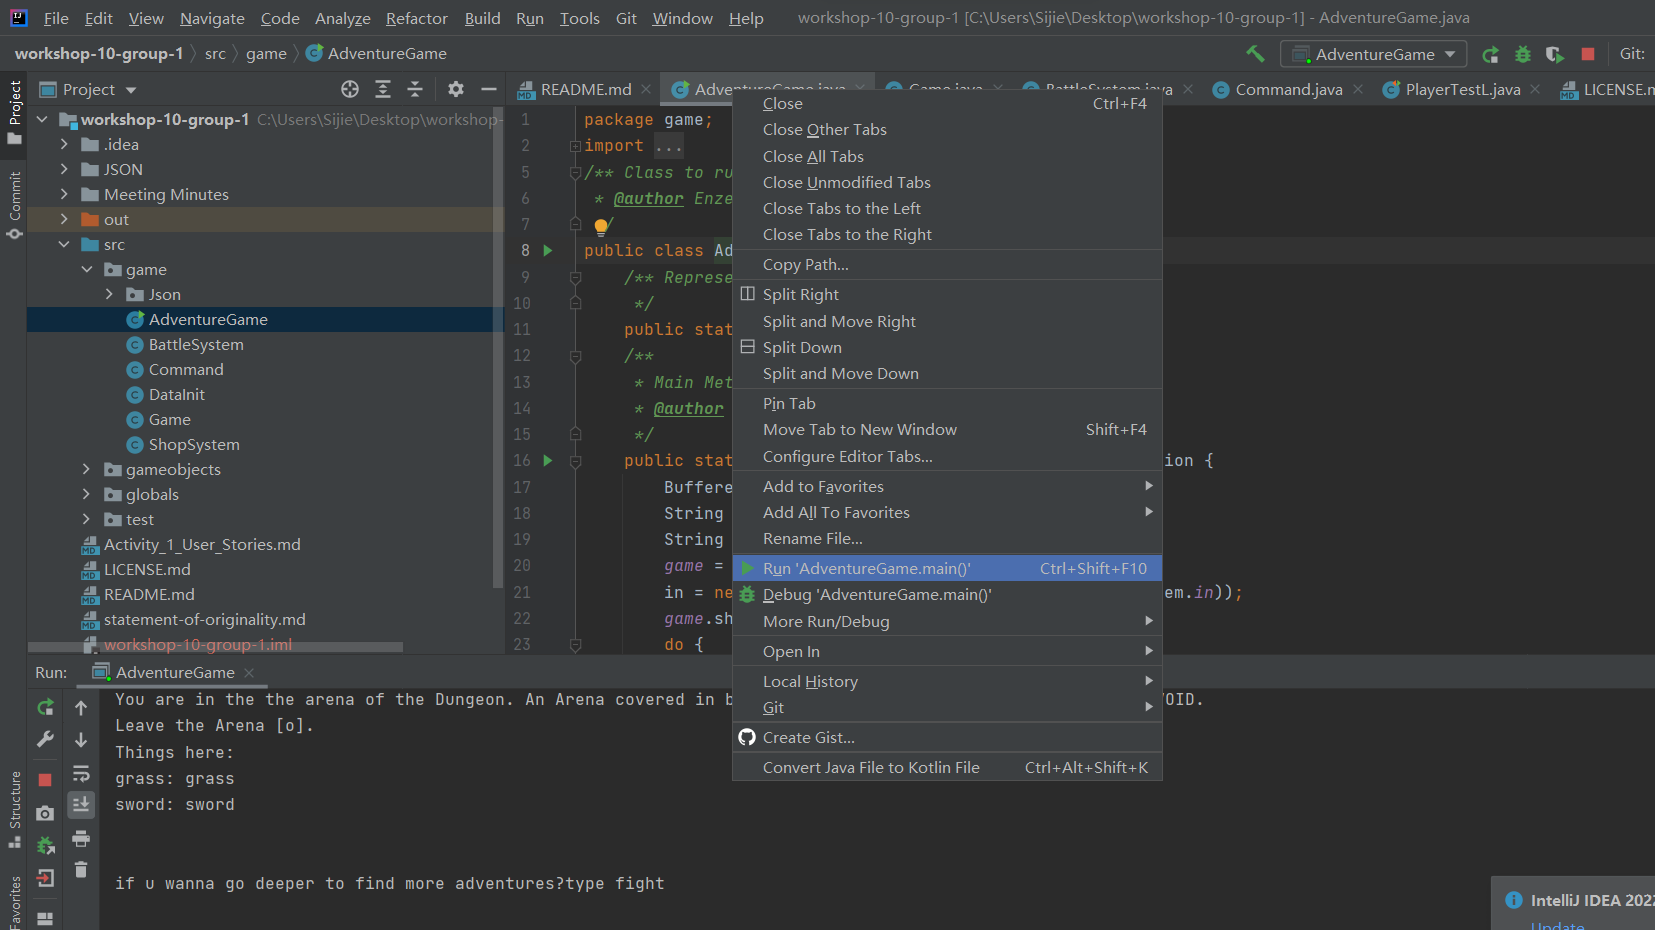 File Edit View Navigate Code Analyze Refactor Build Run Tools Git Window Help workshop-10-group-1 [C:\Users\Sijie\Desktop\workshop-10-group-1] - AdventureGame.java
workshop-10-group-1 src game AdventureGame
AdventureGame Git:
Project
README.md AdventureGame.java Game.java BattleSystem.java Command.java PlayerTestL.java LICENSE.m
Project
Commit
Structure
Favorites
workshop-10-group-1 C:\Users\Sijie\Desktop\workshop-
.idea
JSON
Meeting Minutes
out
src
game
Json
AdventureGame
BattleSystem
Command
DataInit
Game
ShopSystem
gameobjects
globals
test
Activity_1_User_Stories.md
LICENSE.md
README.md
statement-of-originality.md
workshop-10-group-1.iml
1 package game;
2 import ...
5 /** Class to ru
6 * @author Enze
7 /
8 public class Ad
9 /** Represe
10 */
11 public stat
12 /**
13 * Main Met
14 * @author
15 */
16 public stat ion {
17 Buffere
18 String
19 String
20 game =
21 in = ne em.in));
22 game.sh
23 do {
Close Ctrl+F4
Close Other Tabs
Close All Tabs
Close Unmodified Tabs
Close Tabs to the Left
Close Tabs to the Right
Copy Path...
Split Right
Split and Move Right
Split Down
Split and Move Down
Pin Tab
Move Tab to New Window Shift+F4
Configure Editor Tabs...
Add to Favorites
Add All To Favorites
Rename File...
Run 'AdventureGame.main()' Ctrl+Shift+F10
Debug 'AdventureGame.main()'
More Run/Debug
Open In
Local History
Git
Create Gist...
Convert Java File to Kotlin File Ctrl+Alt+Shift+K
Run: AdventureGame
You are in the the arena of the Dungeon. An Arena covered in b OID.
Leave the Arena [o].
Things here:
grass: grass
sword: sword
if u wanna go deeper to find more adventures?type fight
IntelliJ IDEA 2022
Update